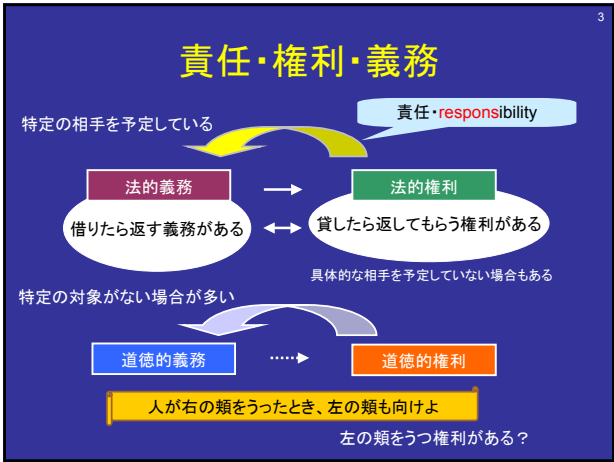 3
責任・権利・義務
責任・responsibility
特定の相手を予定している
法的義務
法的権利
借りたら返す義務がある
貸したら返してもらう権利がある
具体的な相手を予定していない場合もある
特定の対象がない場合が多い
道徳的義務
道徳的権利
人が右の頬をうったとき、左の頬も向けよ
左の頬をうつ権利がある？